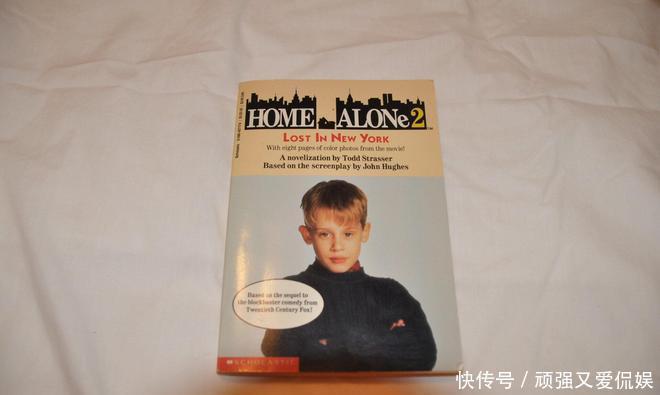 HOME ALONe 2
LOST IN NEW YORK
With eight pages of color photos from the movie!
A novelization by Todd Strasser
Based on the screenplay by John Hughes
Based on the sequel to
the blockbuster comedy from
Twentieth Century Fox!
SCHOLASTIC
快传号 / 顽强又爱侃娱